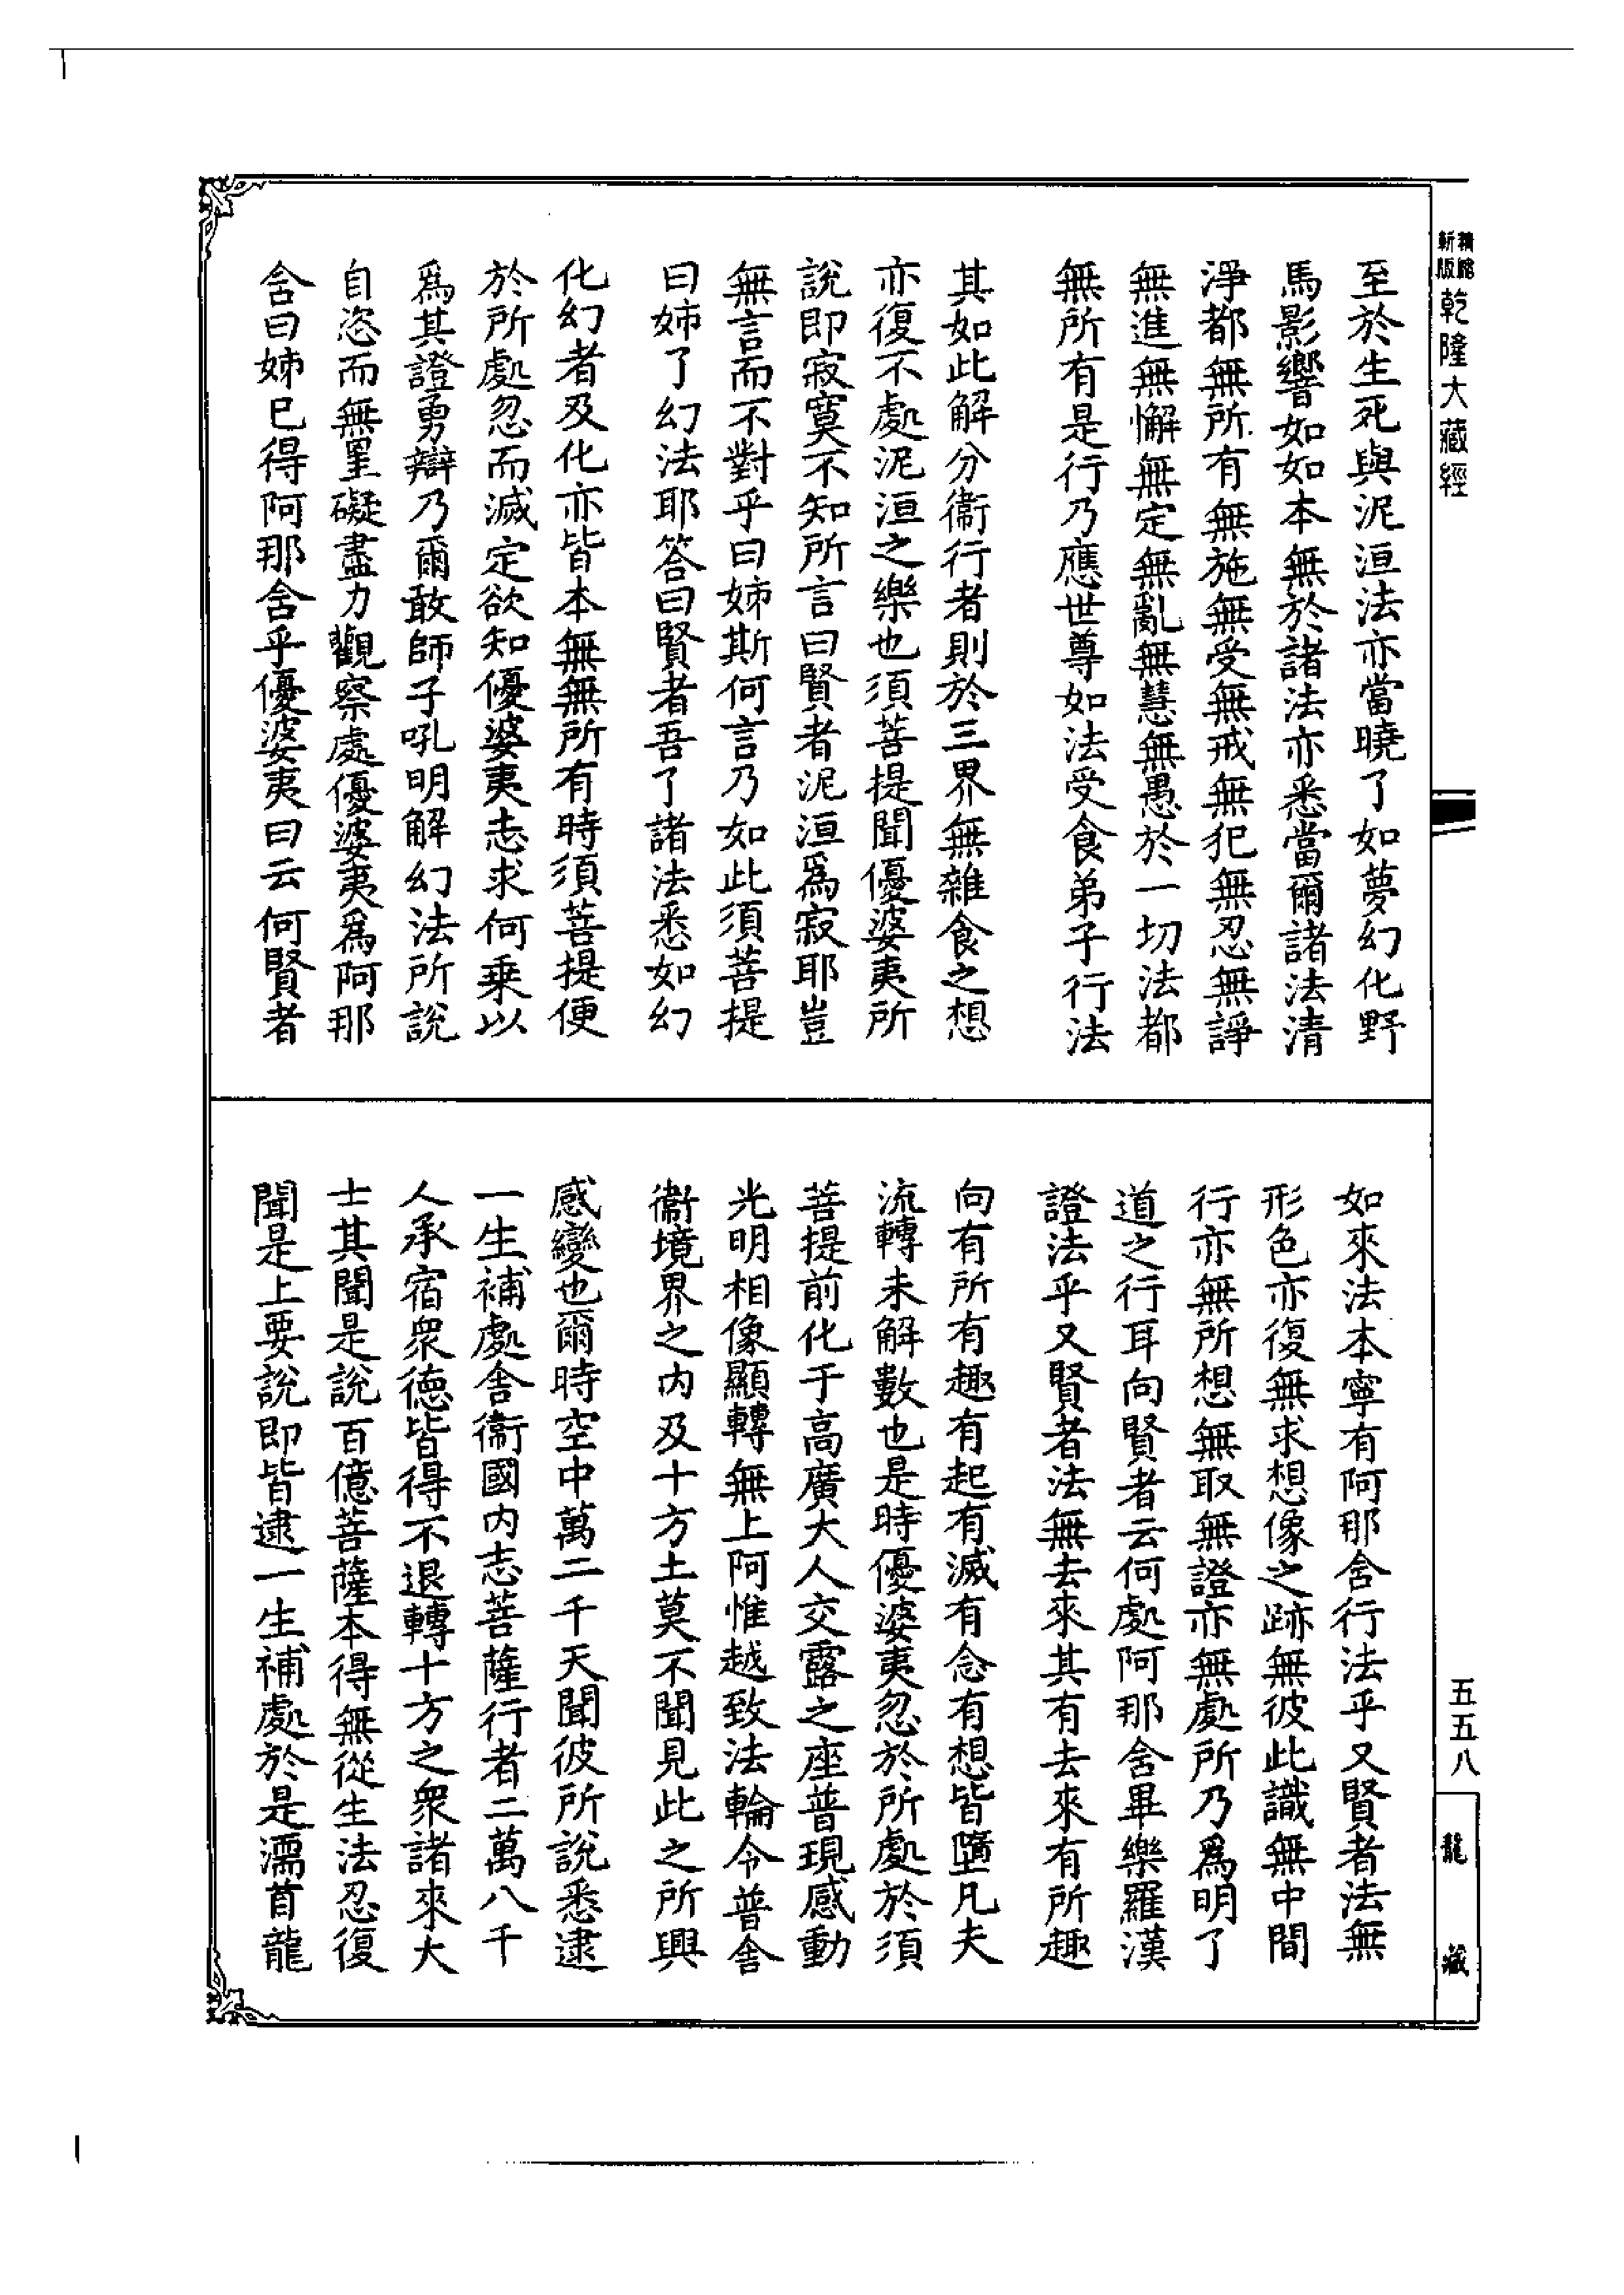 精縮
新版
乾隆大藏經
五五八
龍藏
至於生死與泥洹法亦當曉了如夢幻化野
馬影響如如本無於諸法亦悉當爾諸法清
淨都無所有無施無受無戒無犯無忍無諍
無進無懈無定無亂無慧無愚於一切法都
無所有是行乃應世尊如法受食弟子行法
其如此解分衞行者則於三界無雜食之想
亦復不處泥洹之樂也須菩提聞優婆夷所
說即寂寞不知所言曰賢者泥洹爲寂耶豈
無言而不對乎曰姊斯何言乃如此須菩提
曰姊了幻法耶答曰賢者吾了諸法悉如幻
化幻者及化亦皆本無無所有時須菩提便
於所處忽而滅定欲知優婆夷志求何乗以
爲其證勇辯乃爾敢師子吼明解幻法所說
自恣而無罣礙盡力觀察處優婆夷爲阿那
含曰姊巳得阿那含乎優婆夷曰云何賢者
如來法本寧有阿那含行法乎又賢者法無
形色亦復無求想像之跡無彼此識無中間
行亦無所想無取無證亦無處所乃爲明了
道之行耳向賢者云何處阿那含畢樂羅漢
證法乎又賢者法無去來其有去來有所趣
向有所有趣有起有滅有念有想皆墮凡夫
流轉未解數也是時優婆夷忽於所處於須
菩提前化于高廣大人交露之座普現感動
光明相像顯轉無上阿惟越致法輪令普舍
衞境界之内及十方土莫不聞見此之所興
感變也爾時空中萬二千天聞彼所說悉逮
一生補處舍衞國内志菩薩行者二萬八千
人承宿衆德皆得不退轉十方之衆諸來大
士其聞是說百億菩薩本得無從生法忍復
聞是上要說即皆逮一生補處於是濡首龍